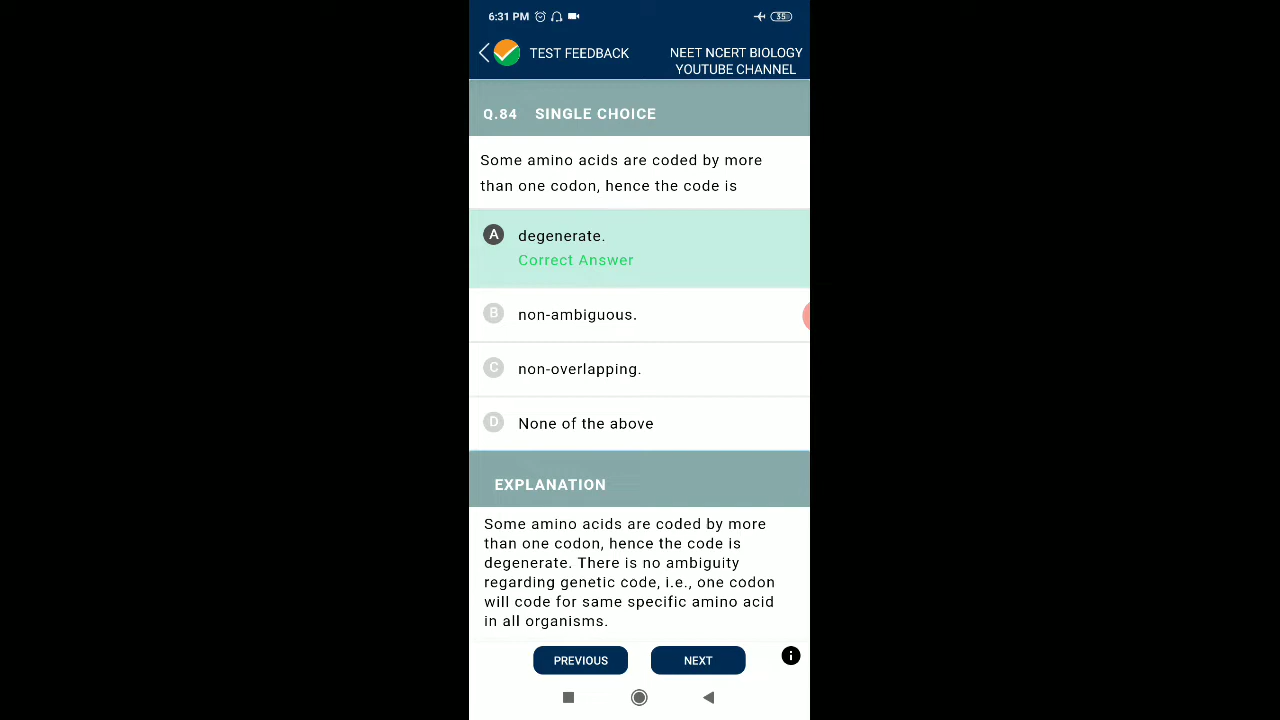 6:31 PM 35
TEST FEEDBACK
NEET NCERT BIOLOGY
YOUTUBE CHANNEL
Q.84 SINGLE CHOICE
Some amino acids are coded by more
than one codon, hence the code is
A degenerate.
Correct Answer
B non-ambiguous.
C non-overlapping.
D None of the above
EXPLANATION
Some amino acids are coded by more
than one codon, hence the code is
degenerate. There is no ambiguity
regarding genetic code, i.e., one codon
will code for same specific amino acid
in all organisms.
PREVIOUS NEXT